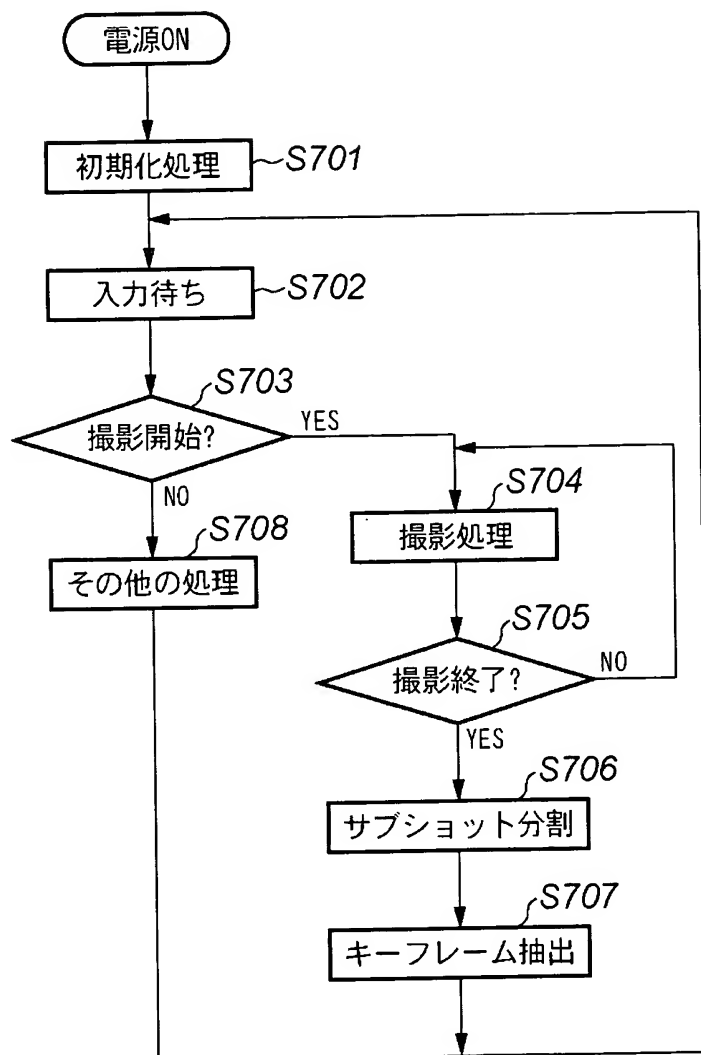 電源ON
初期化処理
S701
入力待ち
S702
S703
撮影開始?
YES
NO
S704
撮影処理
S708
その他の処理
S705
撮影終了?
NO
YES
S706
サブショット分割
S707
キーフレーム抽出